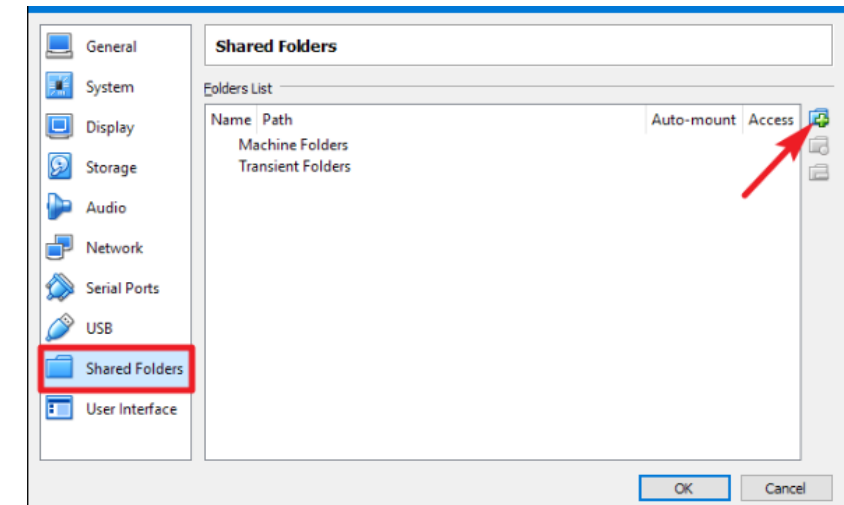 General
System
Display
Storage
Audio
Network
Serial Ports
USB
Shared Folders
User Interface
Shared Folders
Folders List
Name Path Auto-mount Access
Machine Folders
Transient Folders
OK Cancel